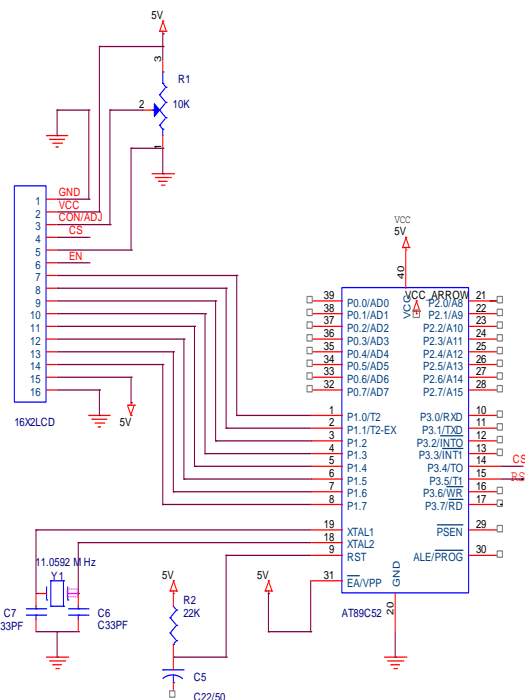 5V
3
R1
2
10K
1
1 GND
2 VCC
3 CON/ADJ
4 CS
5
6 EN
7
8
9
10
11
12
13
14
15
16
16X2LCD
5V
VCC
5V
40
VCC_ARROW
VCC
39 P0.0/AD0 P2.0/A8 21
38 P0.1/AD1 P2.1/A9 22
37 P0.2/AD2 P2.2/A10 23
36 P0.3/AD3 P2.3/A11 24
35 P0.4/AD4 P2.4/A12 25
34 P0.5/AD5 P2.5/A13 26
33 P0.6/AD6 P2.6/A14 27
32 P0.7/AD7 P2.7/A15 28
1 P1.0/T2 P3.0/RXD 10
2 P1.1/T2-EX P3.1/TXD 11
3 P1.2 P3.2/INTO 12
4 P1.3 P3.3/INT1 13
5 P1.4 P3.4/TO 14 CS
6 P1.5 P3.5/T1 15 RS
7 P1.6 P3.6/WR 16
8 P1.7 P3.7/RD 17
19 XTAL1 PSEN 29
18 XTAL2
9 RST ALE/PROG 30
31 EA/VPP
GND
20
AT89C52
11.0592 MHz
Y1
C7
33PF
C6
C33PF
5V
R2
22K
5V
C5
C22/50